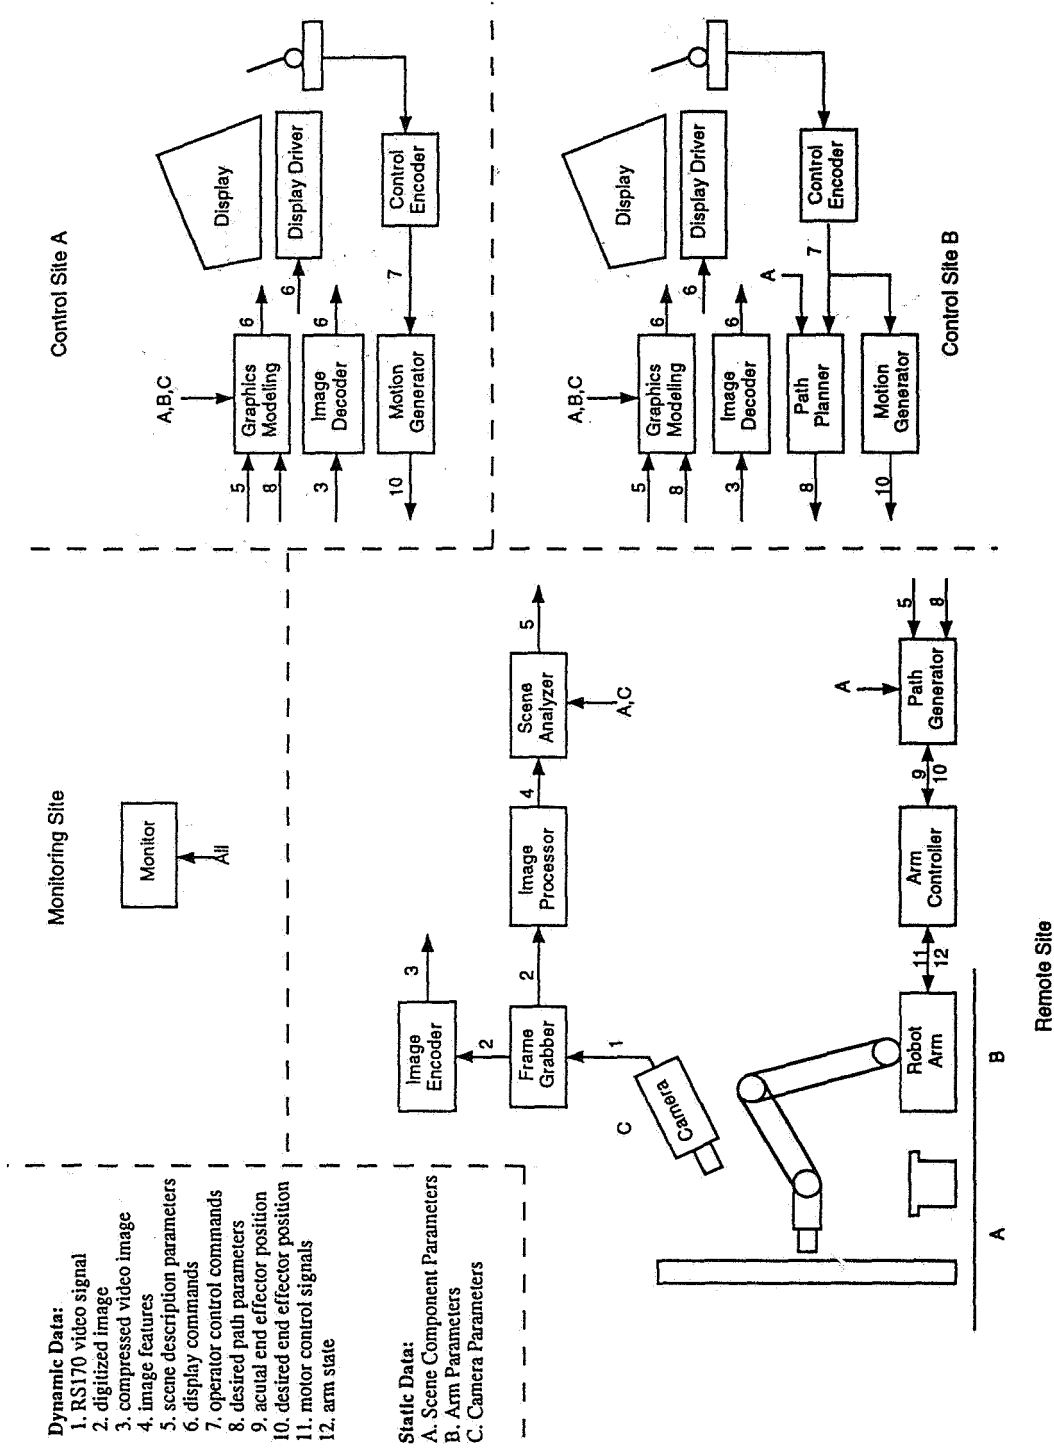 Dynamic Data:
1. RS170 video signal
2. digitized image
3. compressed video image
4. image features
5. scene description parameters
6. display commands
7. operator control commands
8. desired path parameters
9. acutal end effector position
10. desired end effector position
11. motor control signals
12. arm state
Static Data:
A. Scene Component Parameters
B. Arm Parameters
C. Camera Parameters
Monitoring Site
Monitor
All
Control Site A
A,B,C
5
8
Graphics
Modeling
6
6
Display
Display Driver
3
Image
Decoder
6
10
Motion
Generator
7
Control
Encoder
Image
Encoder
3
2
Frame
Grabber
2
Image
Processor
4
Scene
Analyzer
5
A,C
1
C
Camera
A
B
Robot
Arm
11
12
Arm
Controller
9
10
Path
Generator
A
5
8
Remote Site
A,B,C
5
8
Graphics
Modeling
6
6
Display
Display Driver
3
Image
Decoder
6
8
Path
Planner
A
7
Control
Encoder
10
Motion
Generator
Control Site B